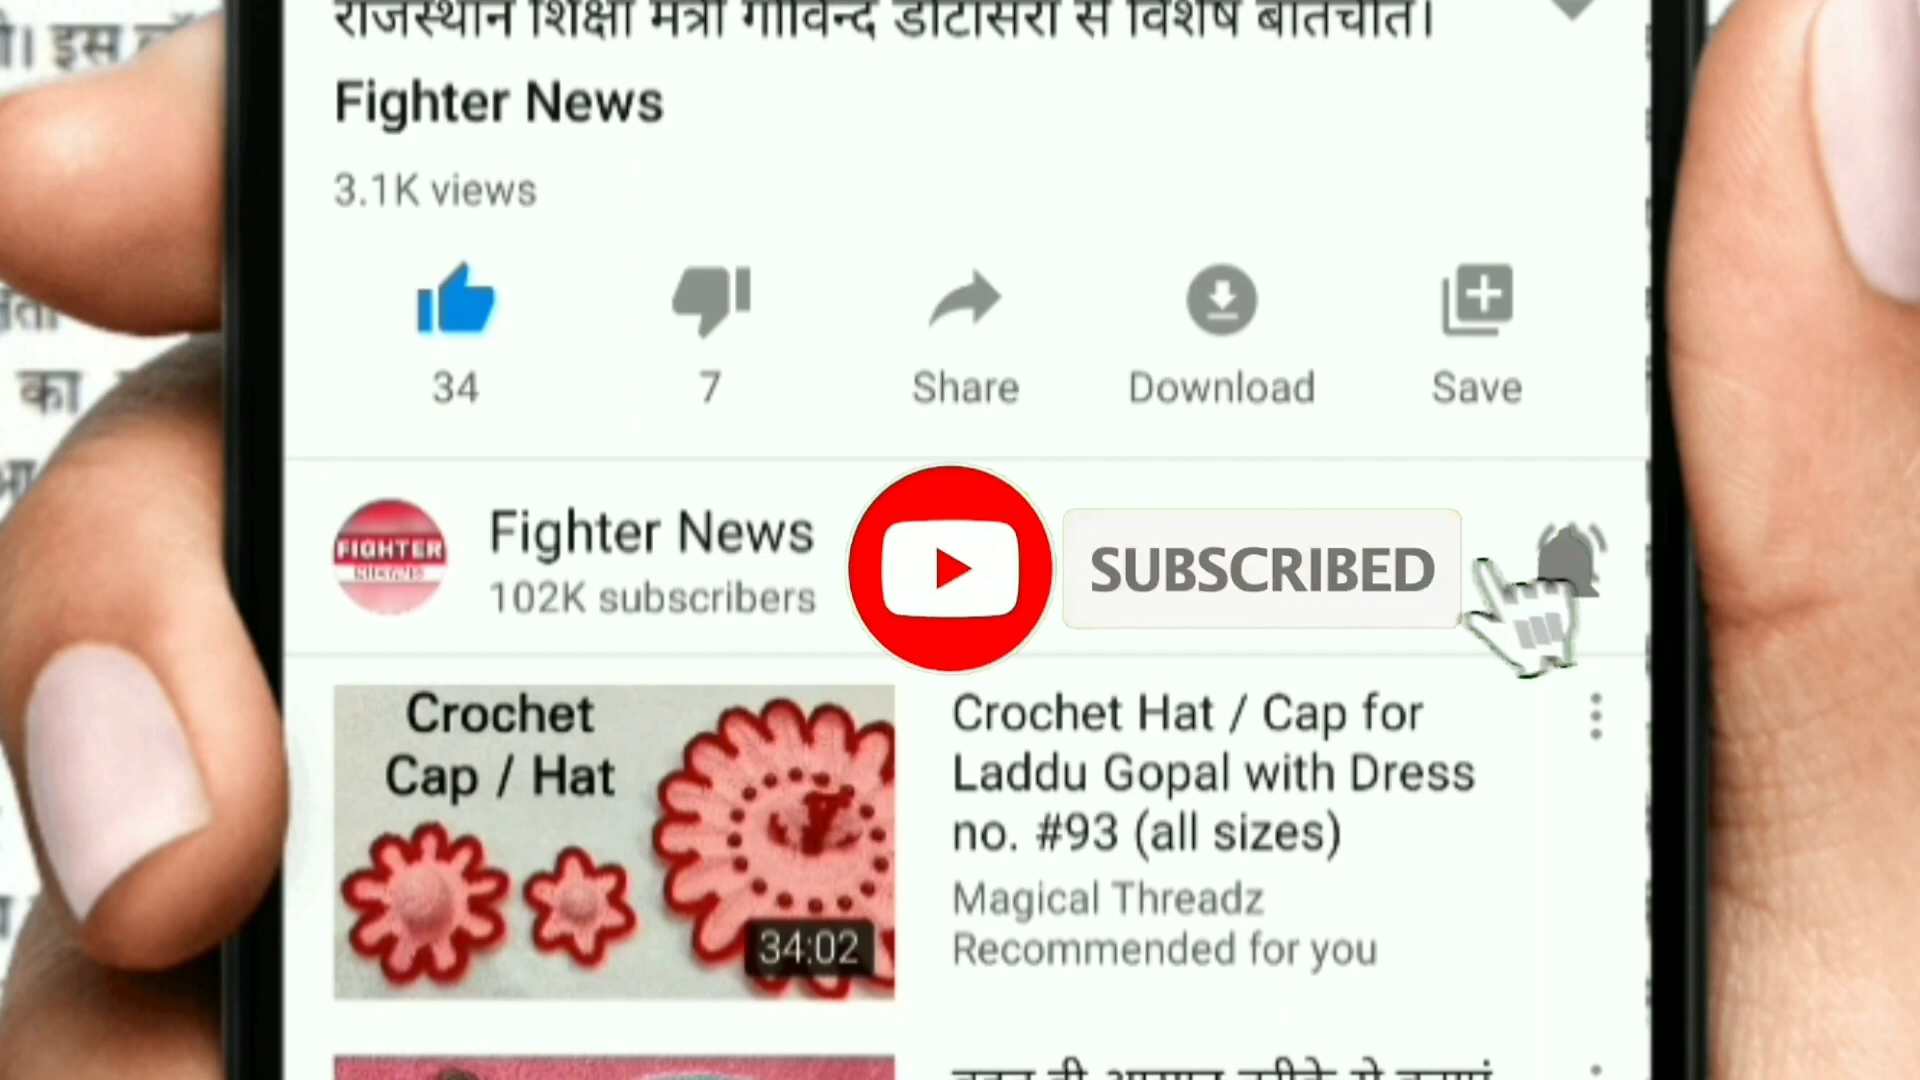 राजस्थान शिक्षा मंत्री गोविन्द डोटासरा से विशेष बातचीत।
Fighter News
3.1K views
34
7
Share
Download
Save
Fighter News
102K subscribers
FIGHTER
SUBSCRIBED
Crochet
Cap / Hat
34:02
Crochet Hat / Cap for
Laddu Gopal with Dress
no. #93 (all sizes)
Magical Threadz
Recommended for you
। इस
का